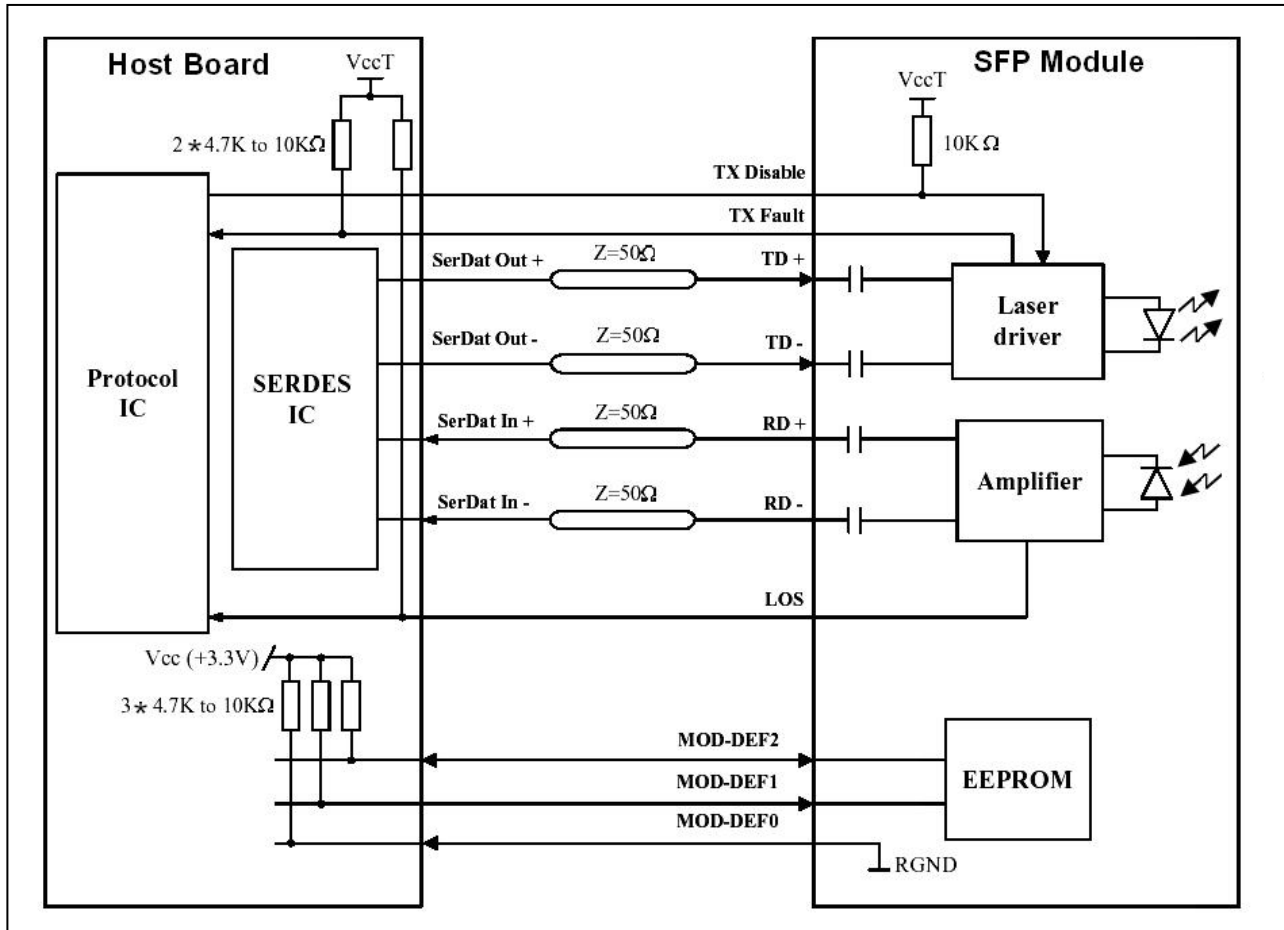 Host Board
SFP Module
VccT
VccT
2*4.7K to 10KΩ
10KΩ
TX Disable
TX Fault
SerDat Out +
Z=50Ω
TD +
SerDat Out -
Z=50Ω
TD -
Laser
driver
Protocol
IC
SERDES
IC
SerDat In +
Z=50Ω
RD +
SerDat In -
Z=50Ω
RD -
Amplifier
LOS
Vcc (+3.3V)
3* 4.7K to 10KΩ
MOD-DEF2
MOD-DEF1
MOD-DEF0
EEPROM
RGND